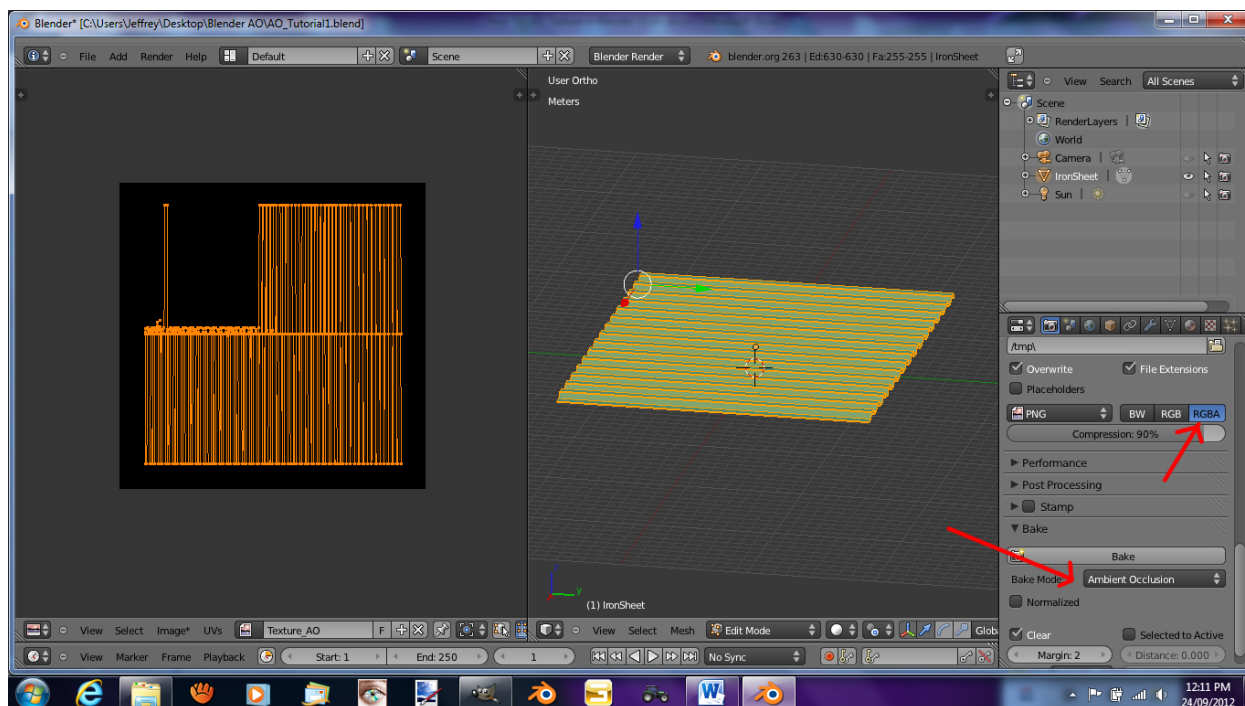 Blender* [C:\Users\Jeffrey\Desktop\Blender AO\AO_Tutorial1.blend]
File Add Render Help Default Scene Blender Render blender.org 263 | Ed:630-630 | Fa:255-255 | IronSheet
User Ortho
Meters
View Search All Scenes
Scene
RenderLayers |
World
Camera |
IronSheet |
Sun |
/tmp\
Overwrite File Extensions
Placeholders
PNG BW RGB RGBA
Compression: 90%
Performance
Post Processing
Stamp
Bake
Bake
Bake Mode Ambient Occlusion
Normalized
Clear Selected to Active
Margin: 2 Distance: 0.000
y
(1) IronSheet
View Select Image* UVs Texture_AO F View Select Mesh Edit Mode Glob
View Marker Frame Playback Start: 1 End: 250 1 No Sync
12:11 PM
24/09/2012